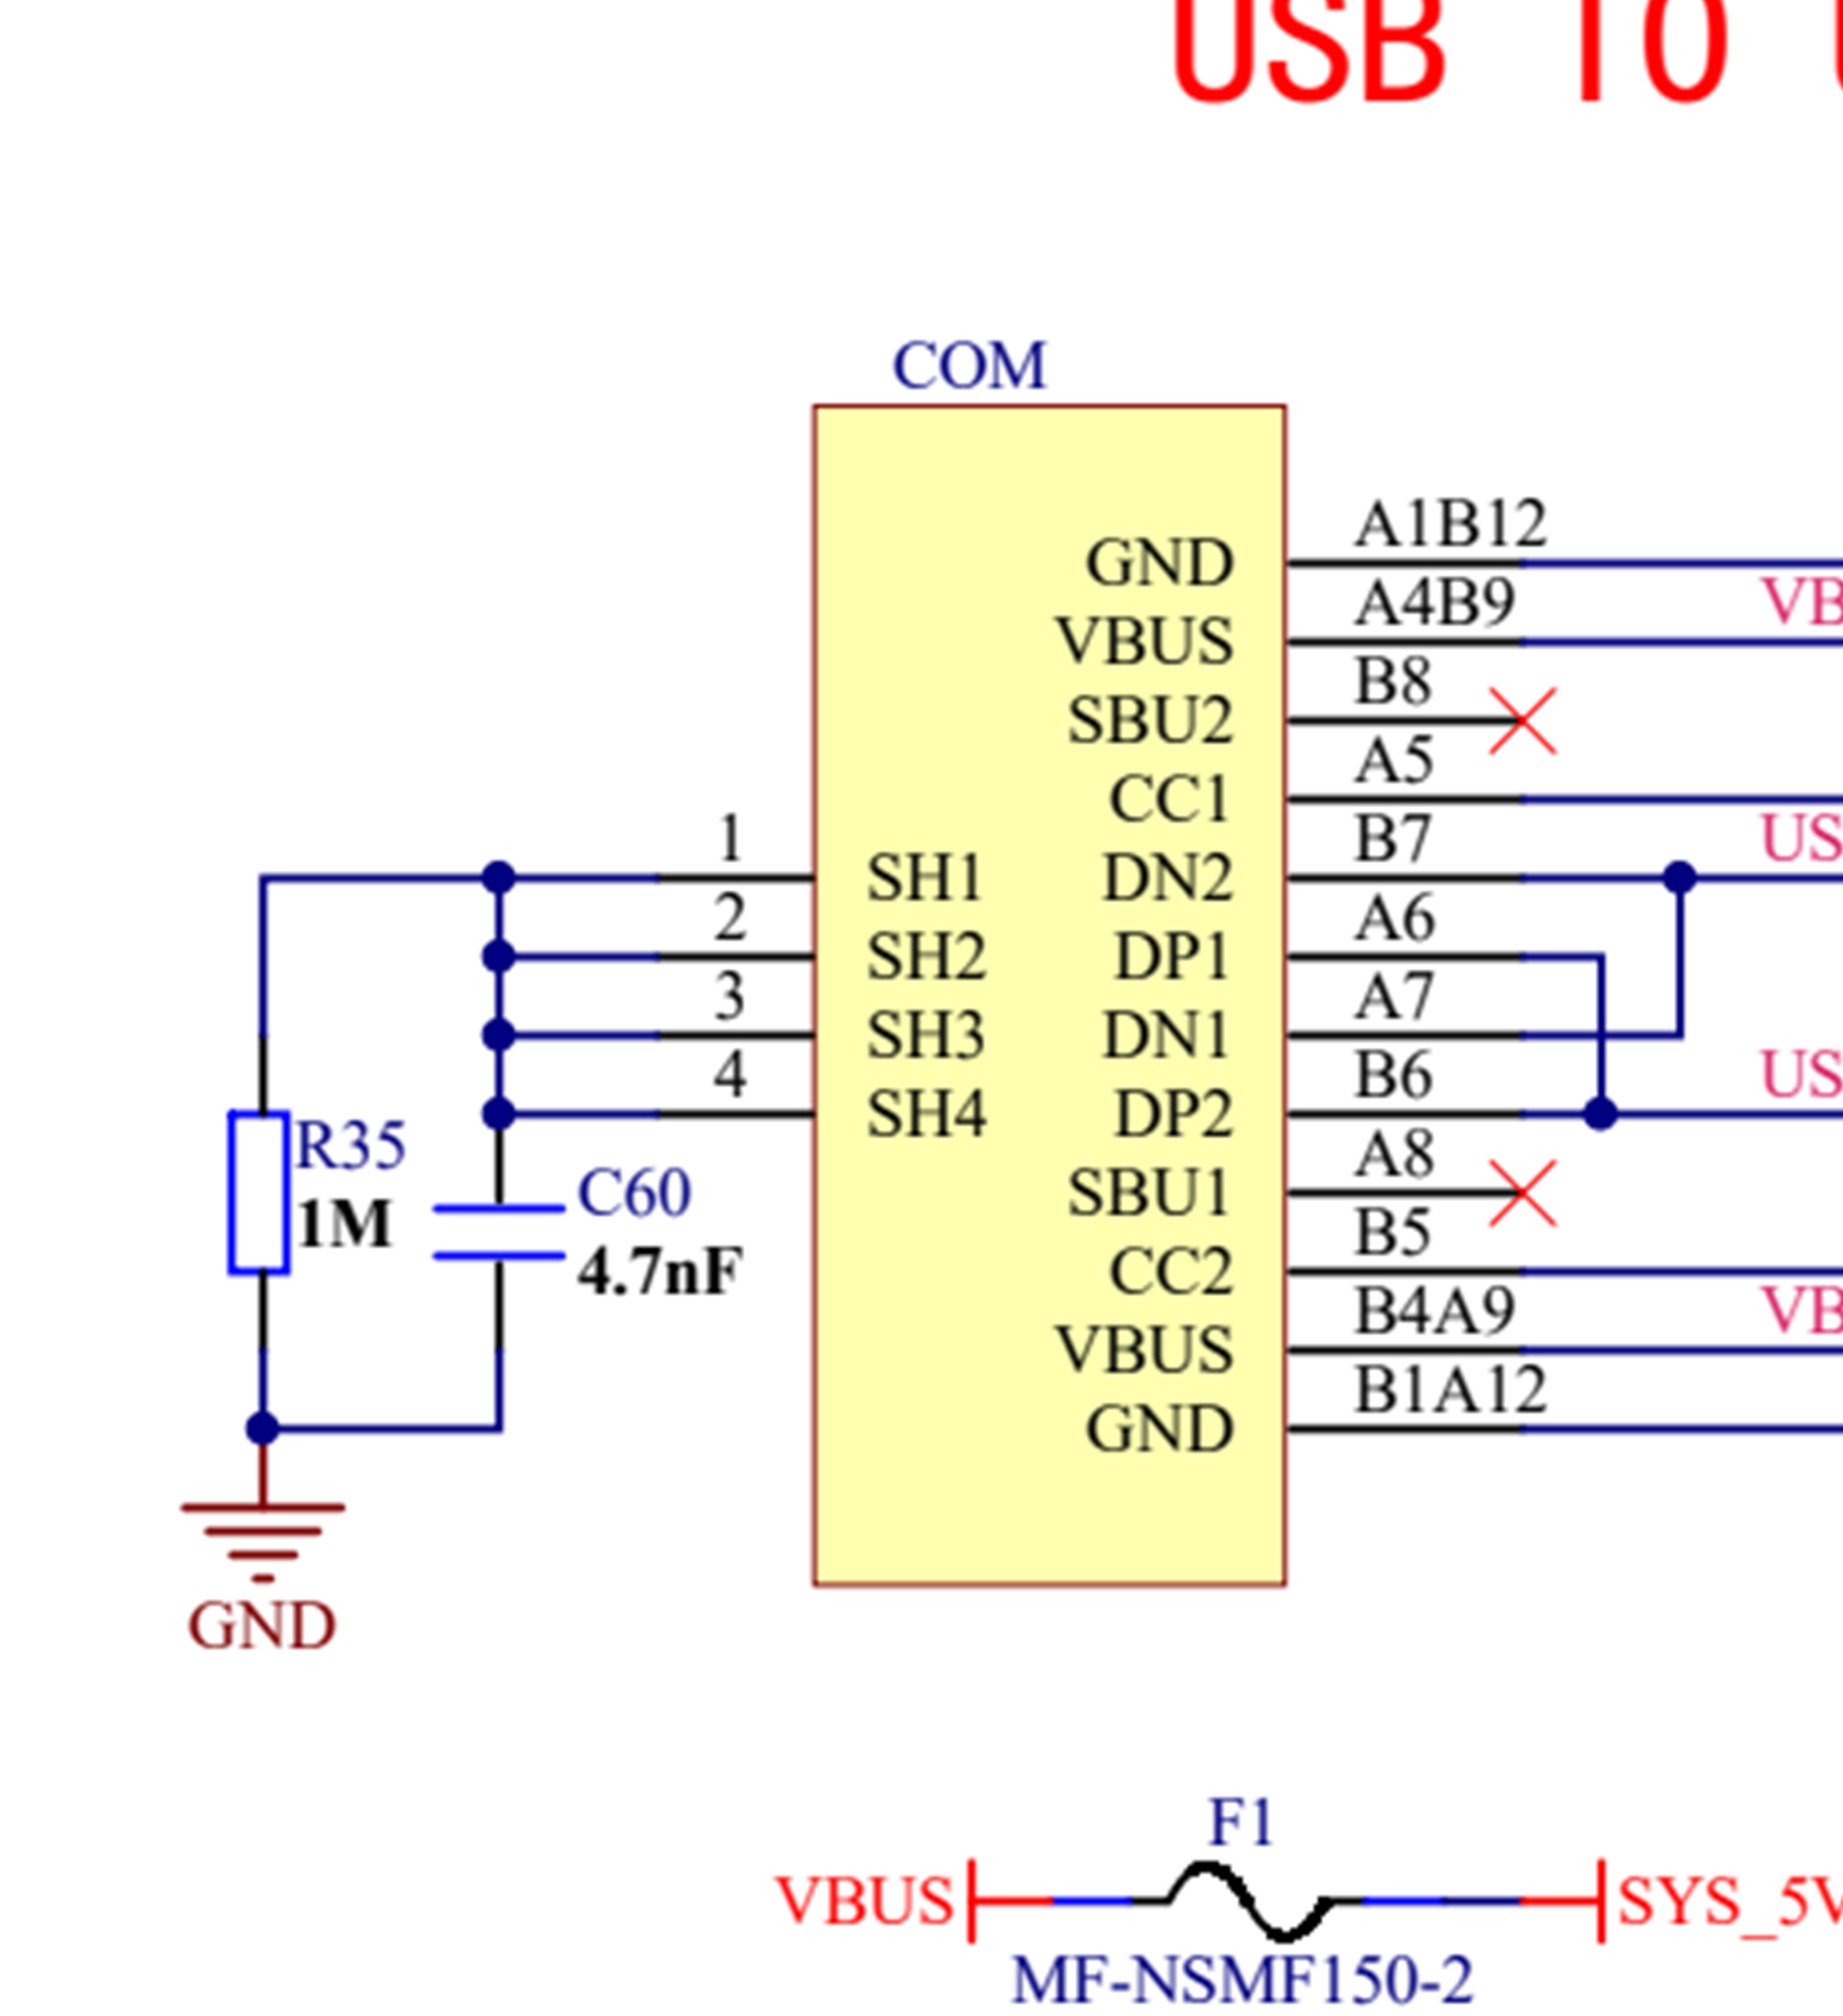 USB TO
COM
GND A1B12
VBUS A4B9 VB
SBU2 B8
CC1 A5
1 SH1 DN2 B7 US
2 SH2 DP1 A6
3 SH3 DN1 A7
4 SH4 DP2 B6 US
SBU1 A8
CC2 B5
VBUS B4A9 VB
GND B1A12
R35
1M
C60
4.7nF
GND
F1
VBUS SYS_5V
MF-NSMF150-2